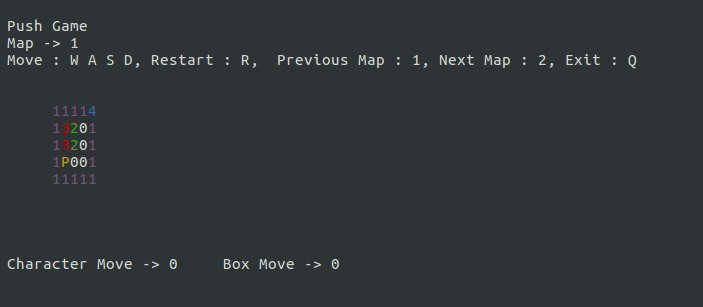 Push Game
Map -> 1
Move : W A S D, Restart : R,  Previous Map : 1, Next Map : 2, Exit : Q
11114
13201
13201
1P001
11111
Character Move -> 0     Box Move -> 0